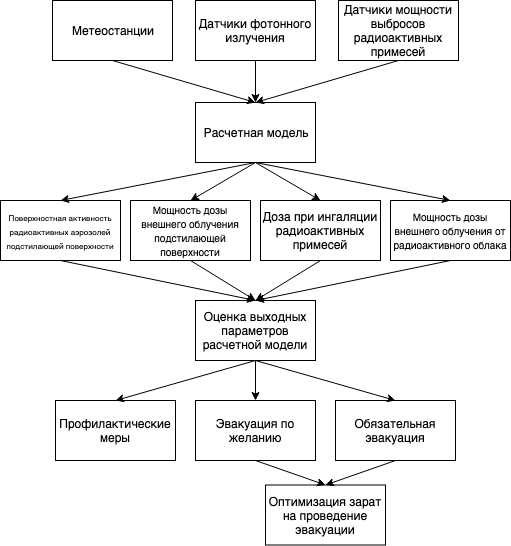 Метеостанции
Датчики фотонного
излучения
Датчики мощности
выбросов
радиоактивных
примесей
Расчетная модель
Поверхностная активность
радиоактивных аэрозолей
подстилающей поверхности
Мощность дозы
внешнего облучения
подстилающей
поверхности
Доза при ингаляции
радиоактивных
примесей
Мощность дозы
внешнего облучения от
радиоактивного облака
Оценка выходных
параметров
расчетной модели
Профилактические
меры
Эвакуация по
желанию
Обязательная
эвакуация
Оптимизация зарат
на проведение
эвакуации